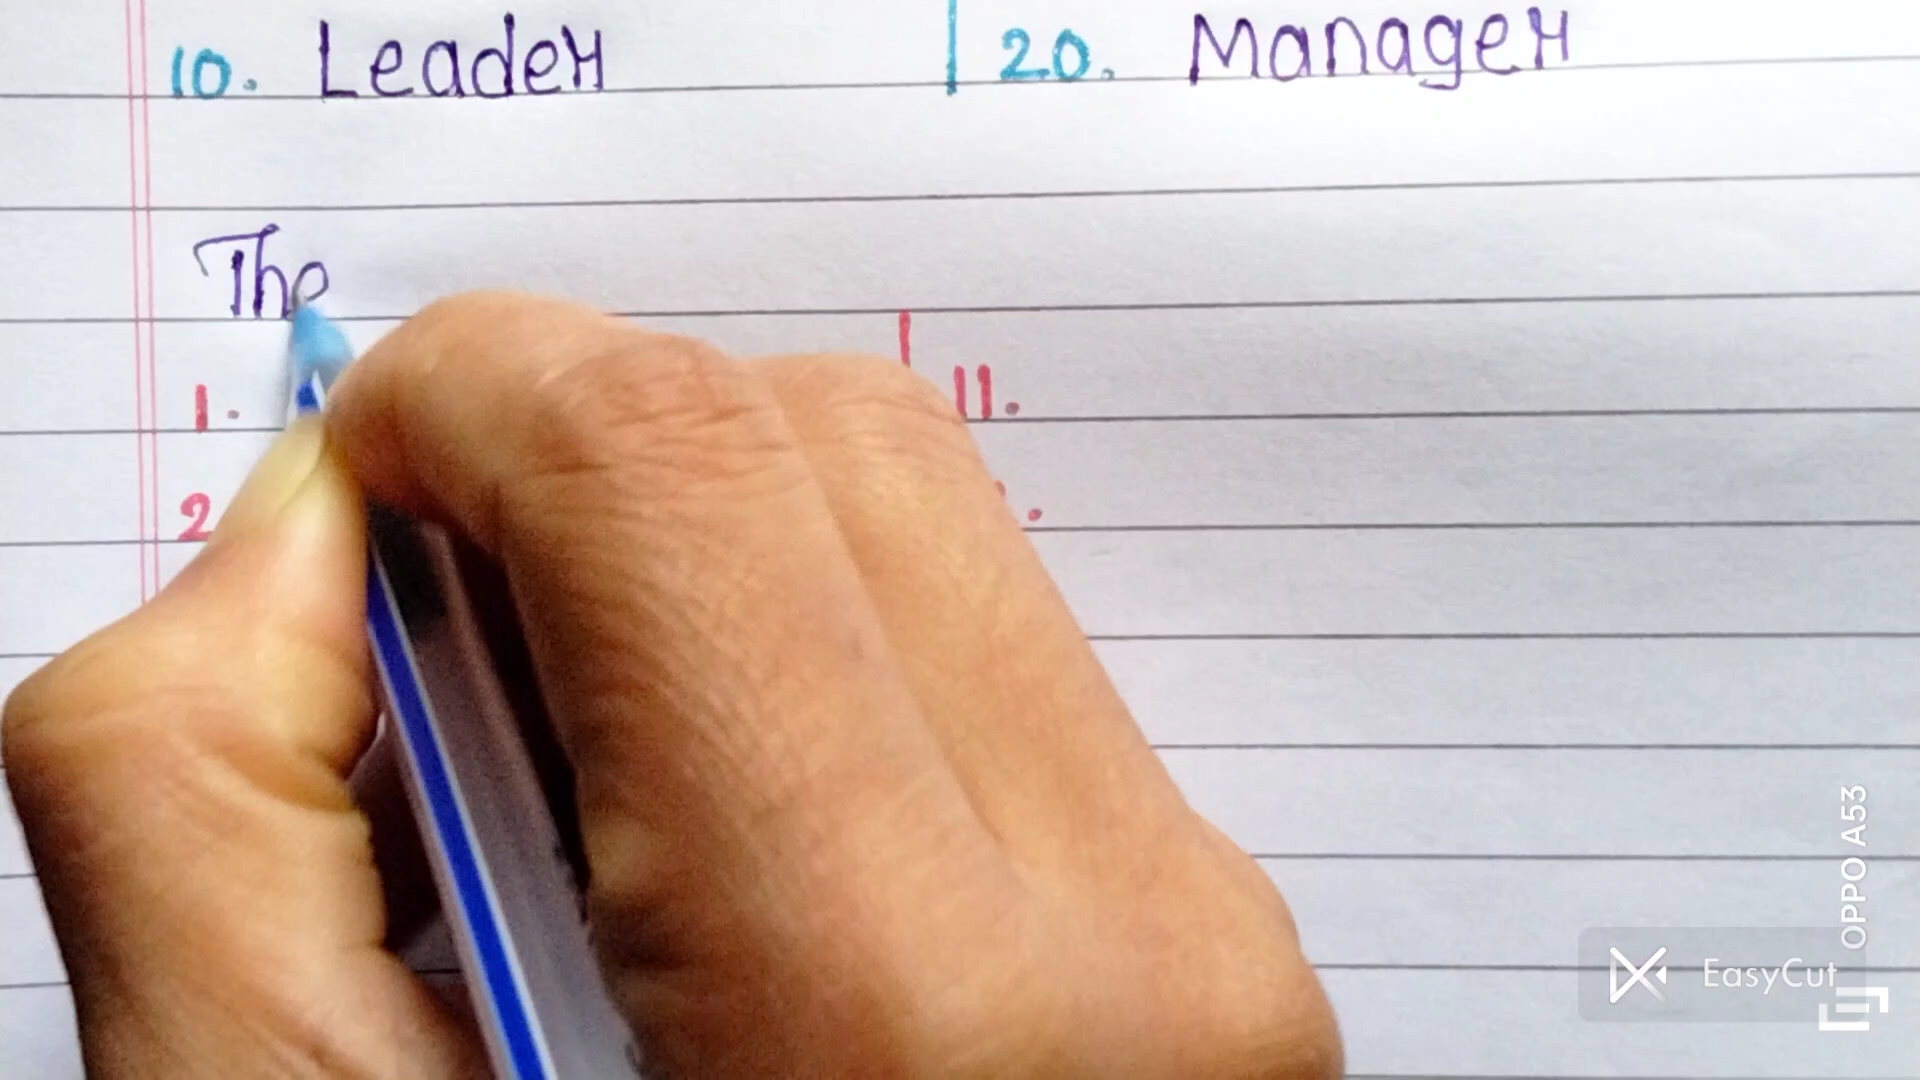 10. Leader 20. Manager
The
1. 11.
2 .
OPPO A53
EasyCut